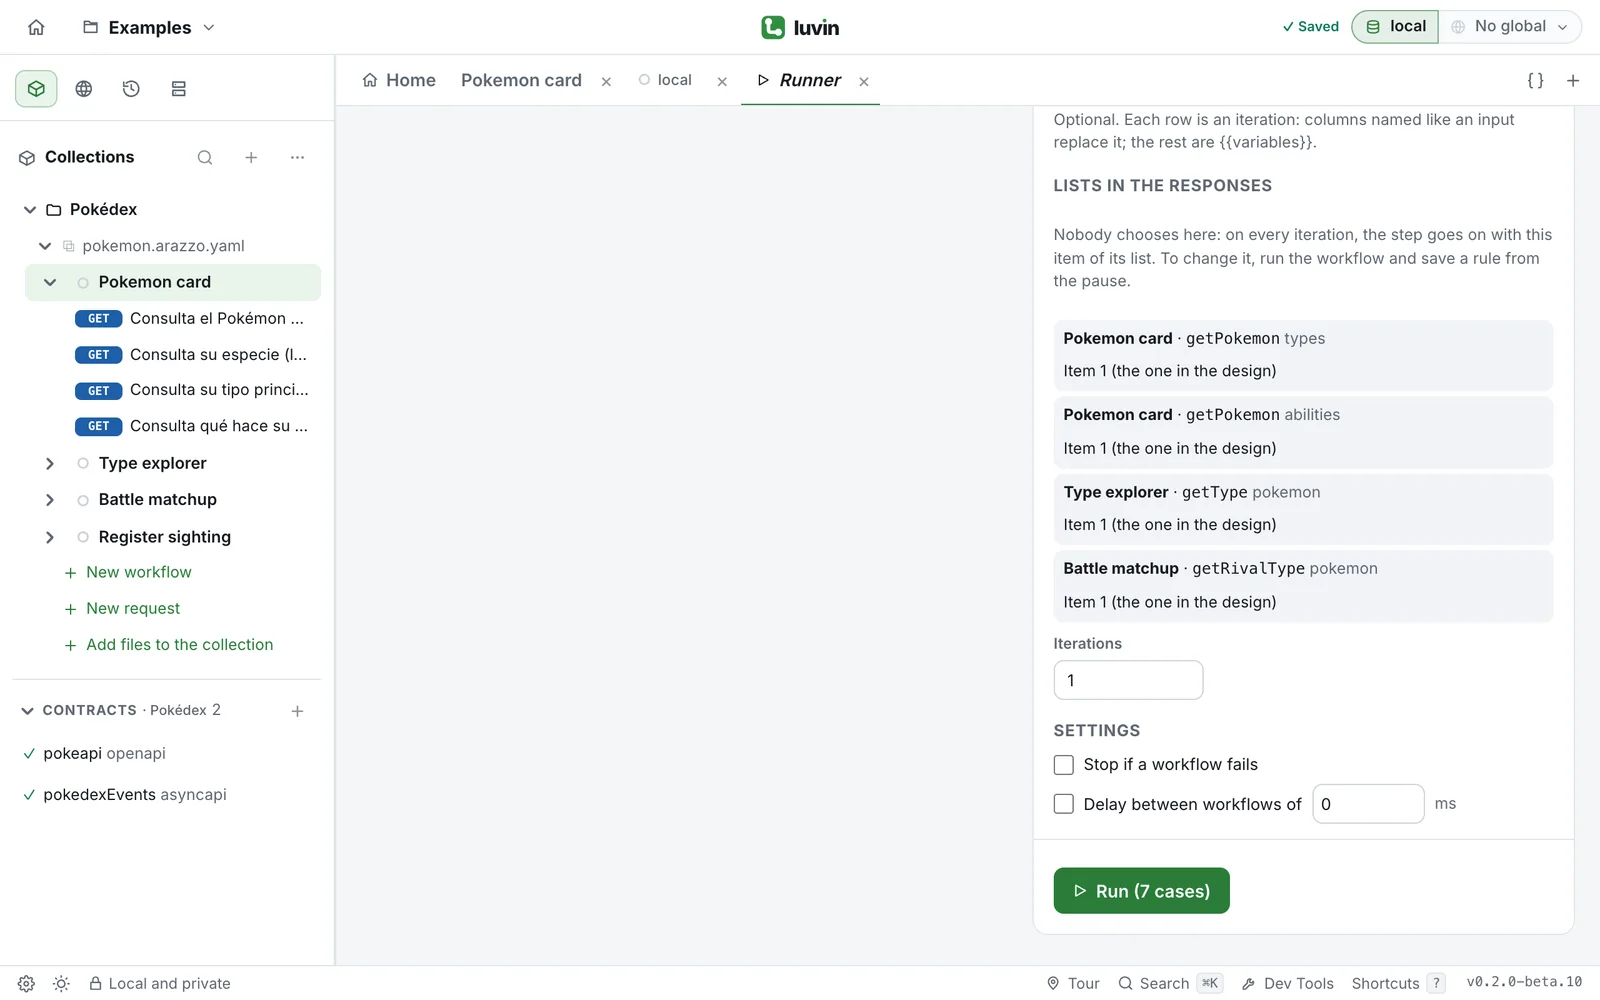 Examples
luvin
Saved
local
No global
Home
Pokemon card
local
Runner
Collections
Pokédex
pokemon.arazzo.yaml
Pokemon card
GET Consulta el Pokémon ...
GET Consulta su especie (l...
GET Consulta su tipo princi...
GET Consulta qué hace su ...
Type explorer
Battle matchup
Register sighting
+ New workflow
+ New request
+ Add files to the collection
CONTRACTS · Pokédex 2
pokeapi openapi
pokedexEvents asyncapi
Optional. Each row is an iteration: columns named like an input
replace it; the rest are {{variables}}.
LISTS IN THE RESPONSES
Nobody chooses here: on every iteration, the step goes on with this
item of its list. To change it, run the workflow and save a rule from
the pause.
Pokemon card · getPokemon types
Item 1 (the one in the design)
Pokemon card · getPokemon abilities
Item 1 (the one in the design)
Type explorer · getType pokemon
Item 1 (the one in the design)
Battle matchup · getRivalType pokemon
Item 1 (the one in the design)
Iterations
1
SETTINGS
Stop if a workflow fails
Delay between workflows of 0 ms
Run (7 cases)
Local and private
Tour
Search ⌘K
Dev Tools
Shortcuts ?
v0.2.0-beta.10